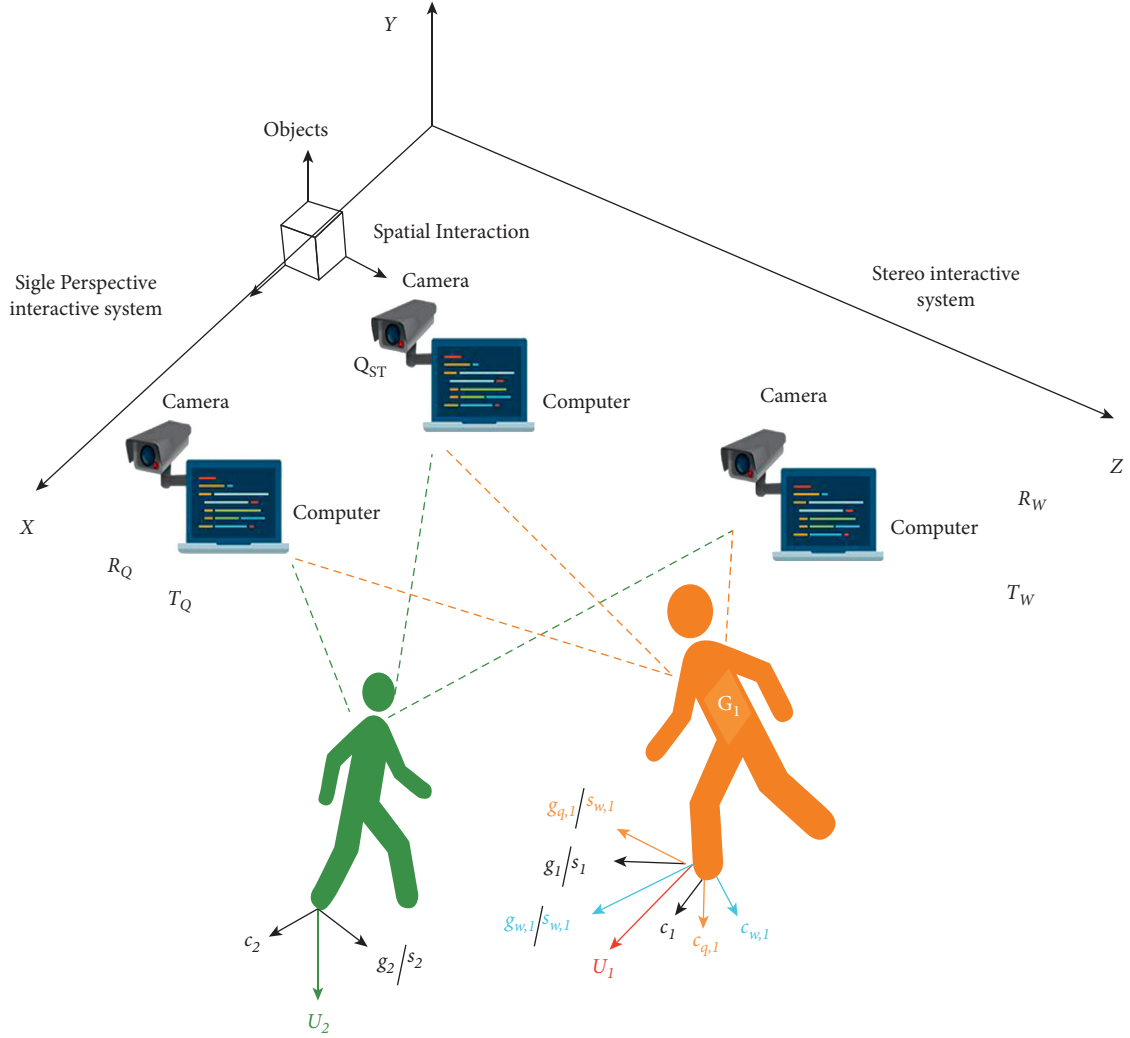 Y
Objects
Spatial Interaction
Sigle Perspective
interactive system
Camera
Stereo interactive
system
Q_ST
Camera
Computer
Camera
Z
X
Computer
R_W
Computer
R_Q
T_Q
T_W
G_1
g_q,1/s_w,1
g_1/s_1
g_w,1/s_w,1
c_1
c_q,1
c_w,1
U_1
c_2
g_2/s_2
U_2